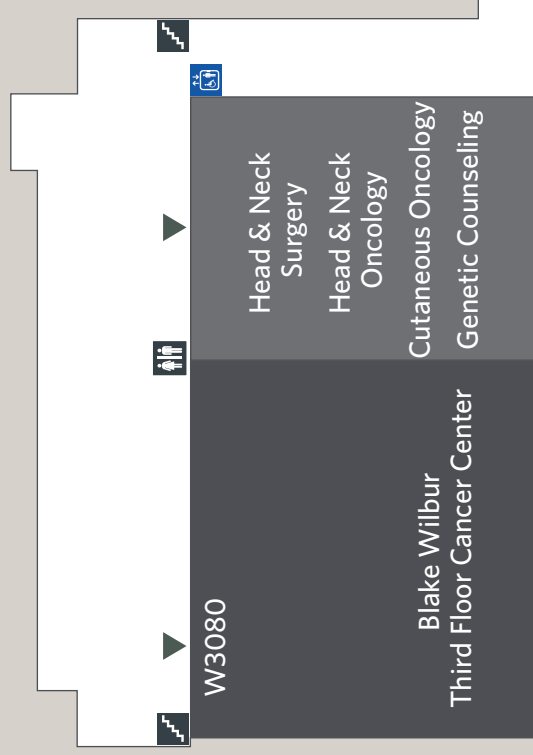 W3080
Blake Wilbur
Third Floor Cancer Center
Head & Neck
Surgery
Head & Neck
Oncology
Cutaneous Oncology
Genetic Counseling